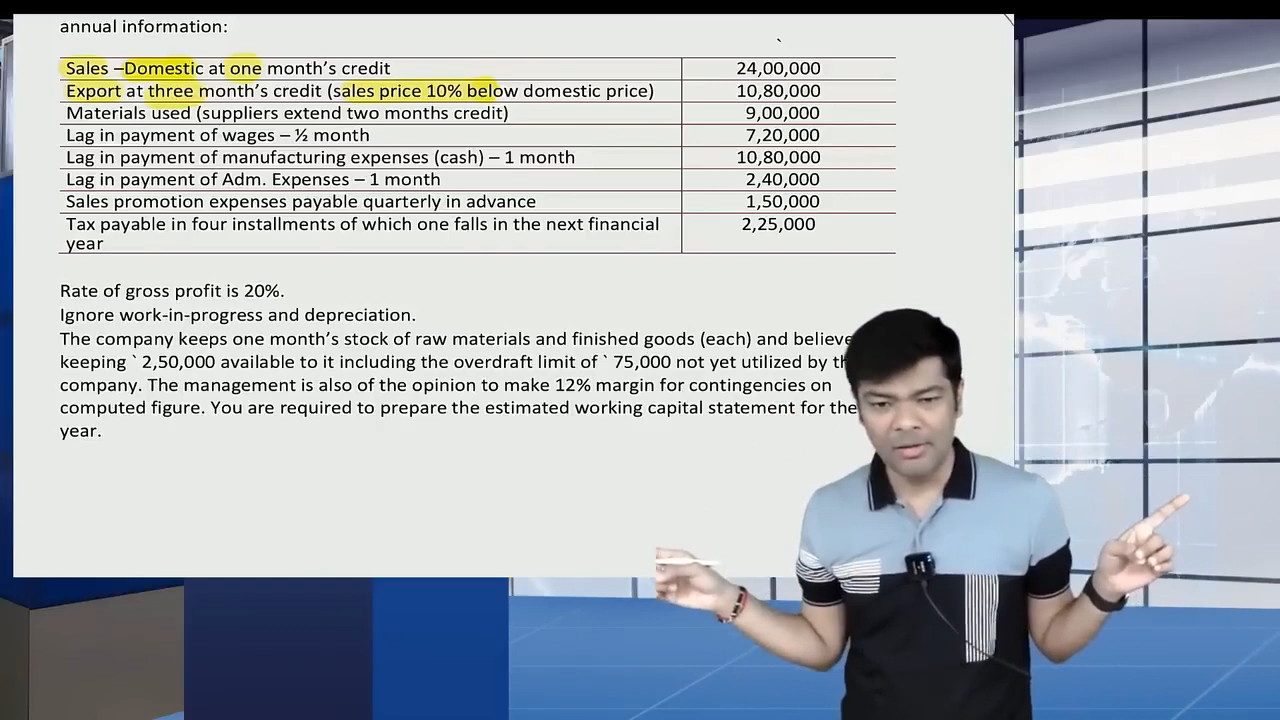 annual information:
`
Sales –Domestic at one month’s credit 24,00,000
Export at three month’s credit (sales price 10% below domestic price) 10,80,000
Materials used (suppliers extend two months credit) 9,00,000
Lag in payment of wages – ½ month 7,20,000
Lag in payment of manufacturing expenses (cash) – 1 month 10,80,000
Lag in payment of Adm. Expenses – 1 month 2,40,000
Sales promotion expenses payable quarterly in advance 1,50,000
Tax payable in four installments of which one falls in the next financial 2,25,000
year
Rate of gross profit is 20%.
Ignore work-in-progress and depreciation.
The company keeps one month’s stock of raw materials and finished goods (each) and believe
keeping ` 2,50,000 available to it including the overdraft limit of ` 75,000 not yet utilized by
company. The management is also of the opinion to make 12% margin for contingencies on
computed figure. You are required to prepare the estimated working capital statement for the
year.